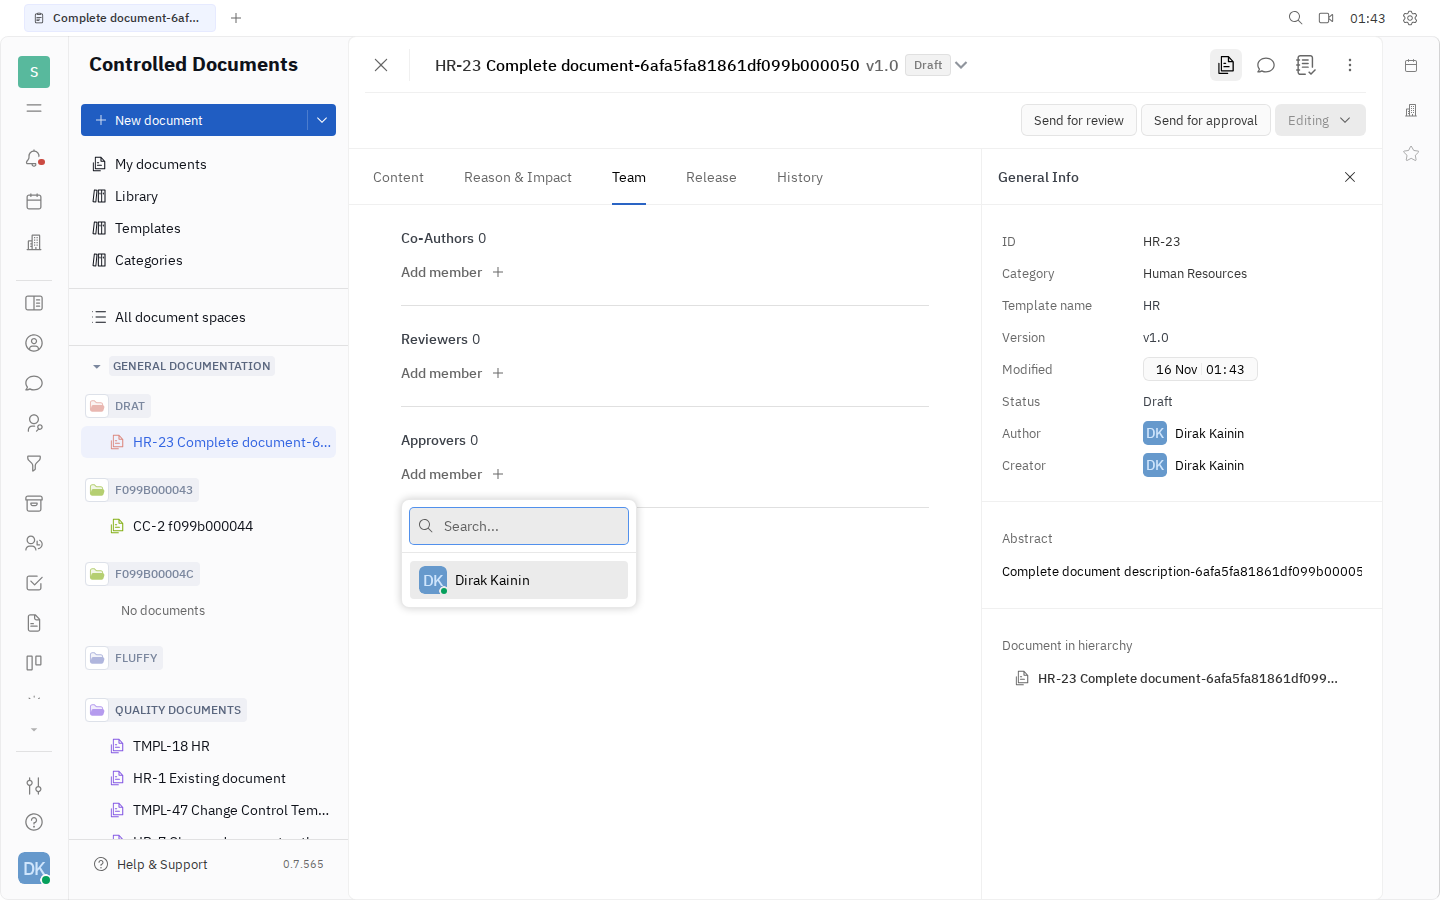 Complete document-6af...
01:43
S
Controlled Documents
New document
My documents
Library
Templates
Categories
All document spaces
GENERAL DOCUMENTATION
DRAT
HR-23 Complete document-6...
F099B000043
CC-2 f099b000044
F099B00004C
No documents
FLUFFY
QUALITY DOCUMENTS
TMPL-18 HR
HR-1 Existing document
TMPL-47 Change Control Tem...
Help & Support
0.7.565
DK
HR-23 Complete document-6afa5fa81861df099b000050 v1.0 Draft
Send for review
Send for approval
Editing
Content
Reason & Impact
Team
Release
History
Co-Authors 0
Add member
Reviewers 0
Add member
Approvers 0
Add member
Search...
DK Dirak Kainin
General Info
ID HR-23
Category Human Resources
Template name HR
Version v1.0
Modified 16 Nov 01:43
Status Draft
Author DK Dirak Kainin
Creator DK Dirak Kainin
Abstract
Complete document description-6afa5fa81861df099b00005
Document in hierarchy
HR-23 Complete document-6afa5fa81861df099...